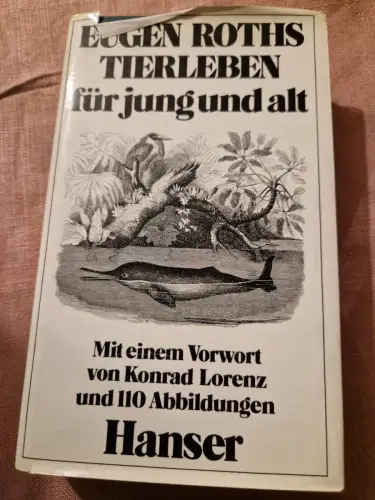 EUGEN ROTHS
TIERLEBEN
für jung und alt
Mit einem Vorwort
von Konrad Lorenz
und 110 Abbildungen
Hanser